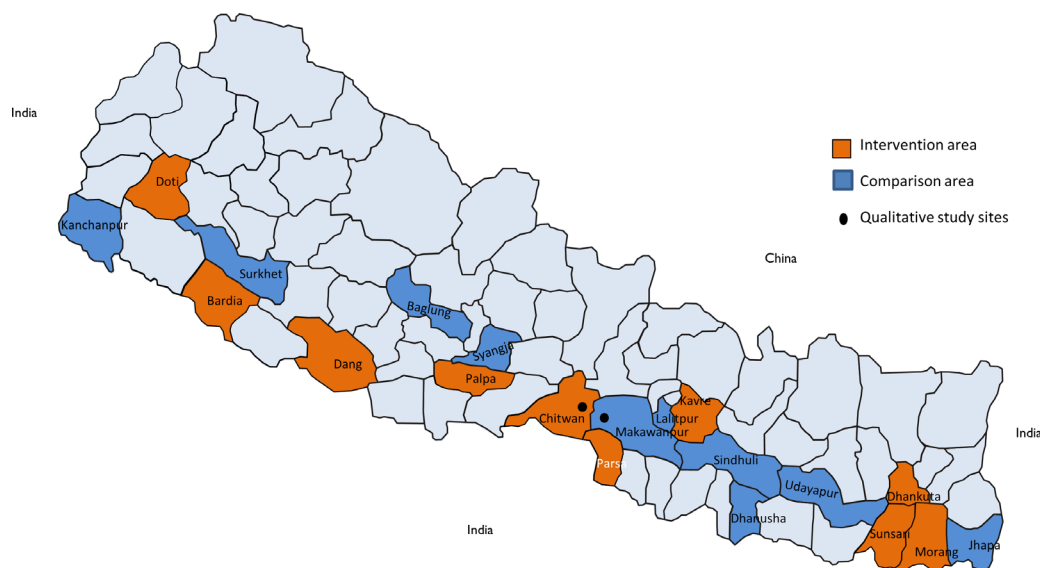 India
Intervention area
Doti
Comparison area
Qualitative study sites
Kanchanpur
China
Surkhet
Bardia
Baglung
Syangja
Dang
Palpa
Kavre
Chitwan
Lalitpur
Makawanpur
India
Parsa
Sindhuli
Udayapur
Dhankuta
Dhanusha
India
Sunsari
Jhapa
Morang